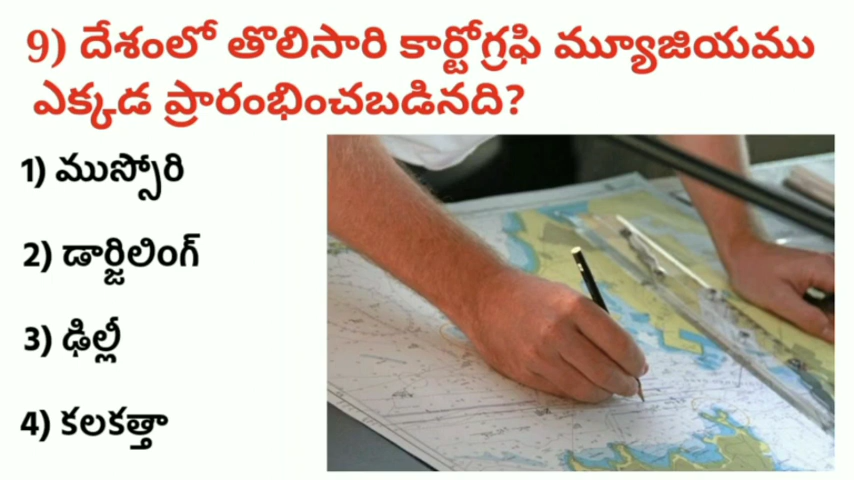 9) దేశంలో తొలిసారి కార్టోగ్రఫి మ్యూజియము
ఎక్కడ ప్రారంభించబడినది?
1) ముస్సోరి
2) డార్జిలింగ్
3) ఢిల్లీ
4) కలకత్తా